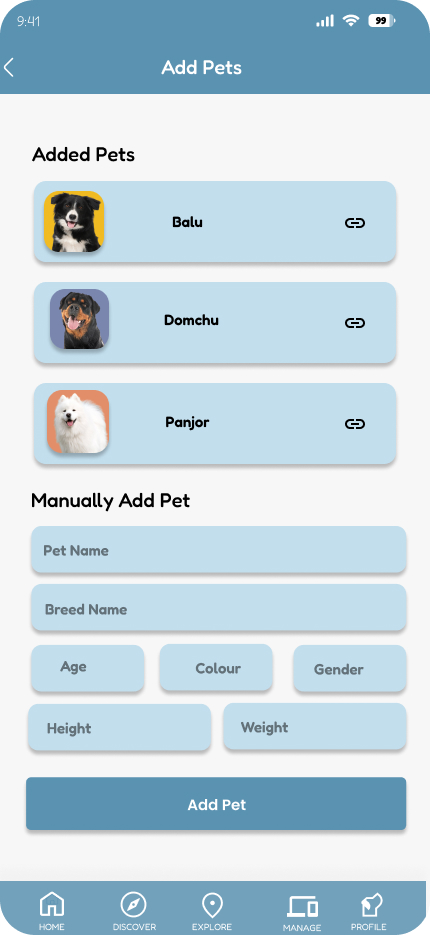 9:41
99
Add Pets
Added Pets
Balu
Domchu
Panjor
Manually Add Pet
Pet Name
Breed Name
Age Colour Gender
Height Weight
Add Pet
HOME DISCOVER EXPLORE MANAGE PROFILE